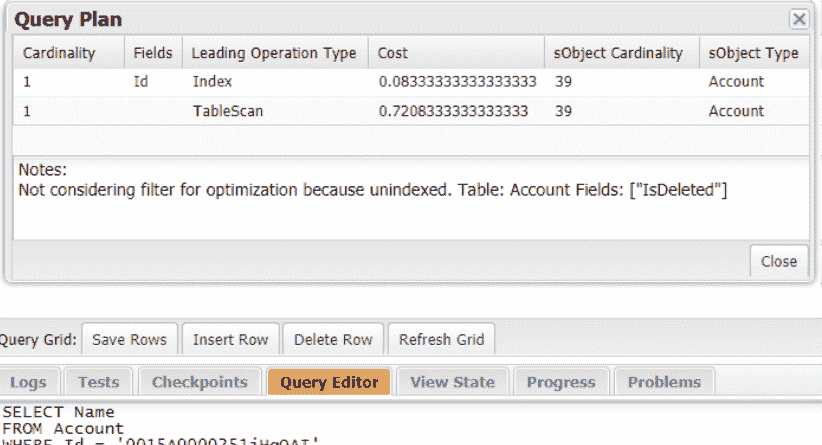 Query Plan
Cardinality Fields Leading Operation Type Cost sObject Cardinality sObject Type
1 Id Index 0.08333333333333333 39 Account
1 TableScan 0.7208333333333333 39 Account
Notes:
Not considering filter for optimization because unindexed. Table: Account Fields: ["IsDeleted"]
Close
Query Grid: Save Rows Insert Row Delete Row Refresh Grid
Logs Tests Checkpoints Query Editor View State Progress Problems
SELECT Name
FROM Account
WHERE Id =